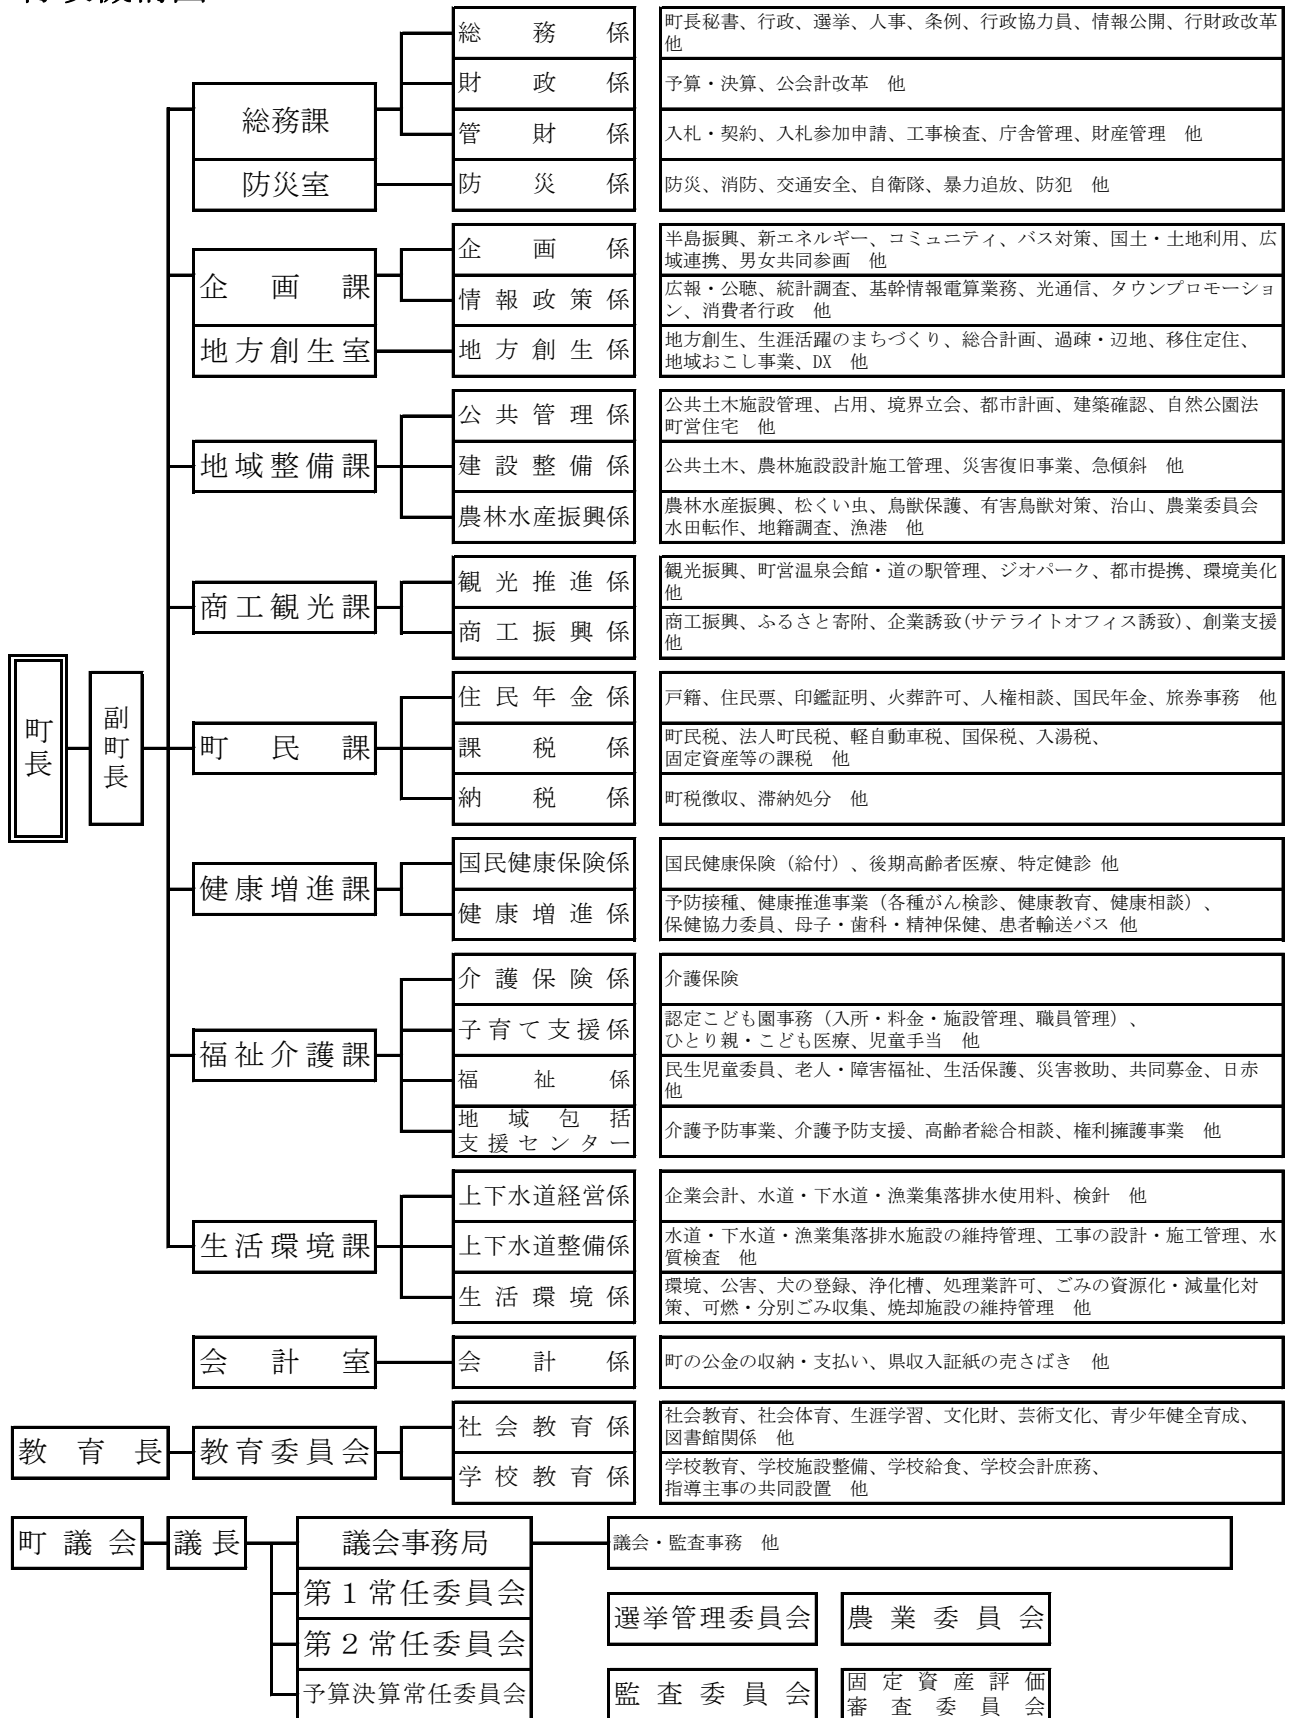 総務係
町長秘書、行政、選挙、人事、条例、行政協力員、情報公開、行財政改革
他
財政係
予算・決算、公会計改革　他
総務課
管財係
入札・契約、入札参加申請、工事検査、庁舎管理、財産管理　他
防災室
防災係
防災、消防、交通安全、自衛隊、暴力追放、防犯　他
企画課
企画係
半島振興、新エネルギー、コミュニティ、バス対策、国土・土地利用、広
域連携、男女共同参画　他
情報政策係
広報・公聴、統計調査、基幹情報電算業務、光通信、タウンプロモーショ
ン、消費者行政　他
地方創生室
地方創生係
地方創生、生涯活躍のまちづくり、総合計画、過疎・辺地、移住定住、
地域おこし事業、DX　他
公共管理係
公共土木施設管理、占用、境界立会、都市計画、建築確認、自然公園法
町営住宅　他
地域整備課
建設整備係
公共土木、農林施設設計施工管理、災害復旧事業、急傾斜　他
農林水産振興係
農林水産振興、松くい虫、鳥獣保護、有害鳥獣対策、治山、農業委員会
水田転作、地籍調査、漁港　他
商工観光課
観光推進係
観光振興、町営温泉会館・道の駅管理、ジオパーク、都市提携、環境美化
他
商工振興係
商工振興、ふるさと寄附、企業誘致(サテライトオフィス誘致)、創業支援
他
町長
副町長
町民課
住民年金係
戸籍、住民票、印鑑証明、火葬許可、人権相談、国民年金、旅券事務　他
課税係
町民税、法人町民税、軽自動車税、国保税、入湯税、
固定資産等の課税　他
納税係
町税徴収、滞納処分　他
健康増進課
国民健康保険係
国民健康保険（給付）、後期高齢者医療、特定健診 他
健康増進係
予防接種、健康推進事業（各種がん検診、健康教育、健康相談）、
保健協力委員、母子・歯科・精神保健、患者輸送バス 他
福祉介護課
介護保険係
介護保険
子育て支援係
認定こども園事務（入所・料金・施設管理、職員管理）、
ひとり親・こども医療、児童手当　他
福祉係
民生児童委員、老人・障害福祉、生活保護、災害救助、共同募金、日赤
他
地域包括
支援センター
介護予防事業、介護予防支援、高齢者総合相談、権利擁護事業　他
生活環境課
上下水道経営係
企業会計、水道・下水道・漁業集落排水使用料、検針　他
上下水道整備係
水道・下水道・漁業集落排水施設の維持管理、工事の設計・施工管理、水
質検査　他
生活環境係
環境、公害、犬の登録、浄化槽、処理業許可、ごみの資源化・減量化対
策、可燃・分別ごみ収集、焼却施設の維持管理　他
会計室
会計係
町の公金の収納・支払い、県収入証紙の売さばき　他
教育長
教育委員会
社会教育係
社会教育、社会体育、生涯学習、文化財、芸術文化、青少年健全育成、
図書館関係　他
学校教育係
学校教育、学校施設整備、学校給食、学校会計庶務、
指導主事の共同設置　他
町議会
議長
議会事務局
議会・監査事務　他
第１常任委員会
第２常任委員会
予算決算常任委員会
選挙管理委員会
農業委員会
監査委員会
固定資産評価
審査委員会